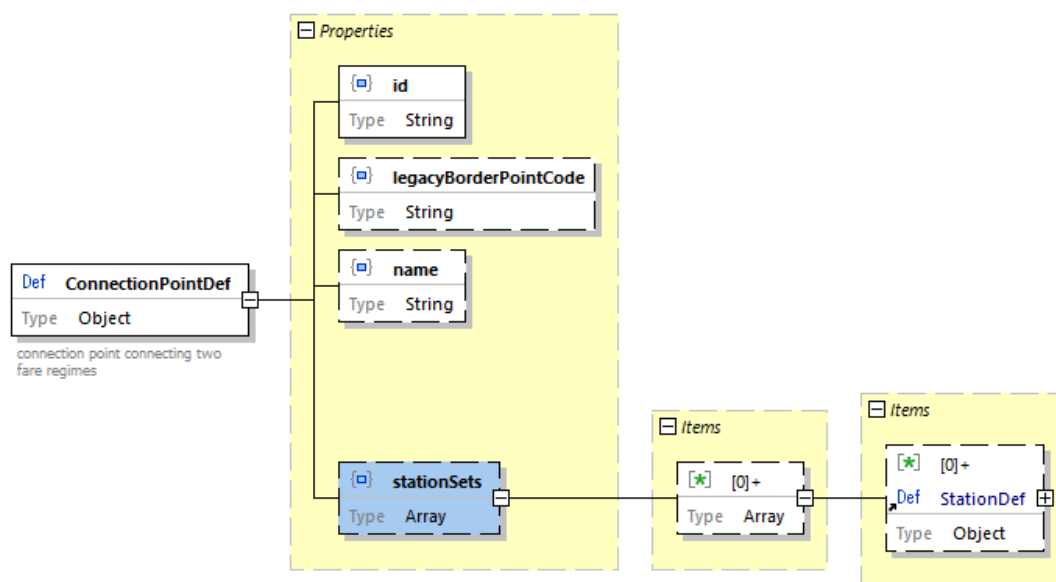 Properties
id
Type String
legacyBorderPointCode
Type String
name
Type String
Def ConnectionPointDef
Type Object
connection point connecting two
fare regimes
stationSets
Type Array
Items
[0]+
Type Array
Items
[0]+
Def StationDef
Type Object